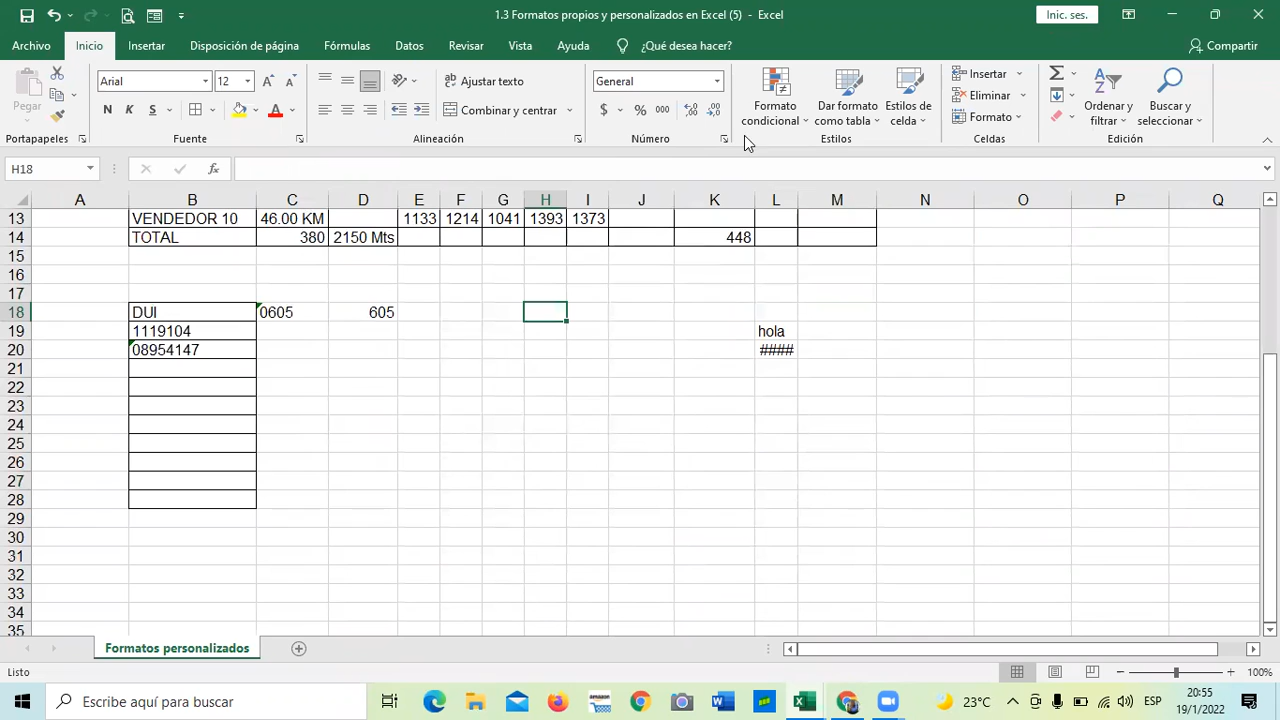 1.3 Formatos propios y personalizados en Excel (5) - Excel
Inic. ses.
Archivo Inicio Insertar Disposición de página Fórmulas Datos Revisar Vista Ayuda ¿Qué desea hacer? Compartir
Pegar
Arial 12
N K S
Ajustar texto
Combinar y centrar
General
$ % 000
Formato condicional
Dar formato como tabla
Estilos de celda
Insertar
Eliminar
Formato
Ordenar y filtrar
Buscar y seleccionar
Portapapeles Fuente Alineación Número Estilos Celdas Edición
H18 fx
A B C D E F G H I J K L M N O P Q
13 VENDEDOR 10 46.00 KM 1133 1214 1041 1393 1373
14 TOTAL 380 2150 Mts 448
15
16
17
18 DUI 0605 605
19 1119104 hola
20 08954147 ####
21
22
23
24
25
26
27
28
29
30
31
32
33
34
35
Formatos personalizados
Listo 100%
Escribe aquí para buscar
23°C ESP 20:55
19/1/2022